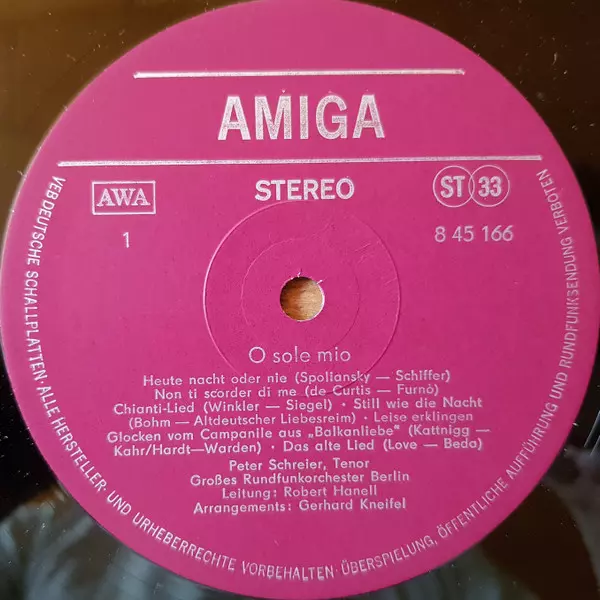 AMIGA
AWA
STEREO
ST 33
1
8 45 166
O sole mio
Heute nacht oder nie (Spoliansky — Schiffer)
Non ti scorder di me (de Curtis — Furnò)
Chianti-Lied (Winkler — Siegel) · Still wie die Nacht
(Bohm — Altdeutscher Liebesreim) · Leise erklingen
Glocken vom Campanile aus „Balkanliebe" (Kattnigg —
Kahr/Hardt—Warden) · Das alte Lied (Love — Beda)
Peter Schreier, Tenor
Großes Rundfunkorchester Berlin
Leitung: Robert Hanell
Arrangements: Gerhard Kneifel
VEB DEUTSCHE SCHALLPLATTEN · ALLE HERSTELLER- UND URHEBERRECHTE VORBEHALTEN · ÜBERSPIELUNG, ÖFFENTLICHE AUFFÜHRUNG UND RUNDFUNKSENDUNG VERBOTEN